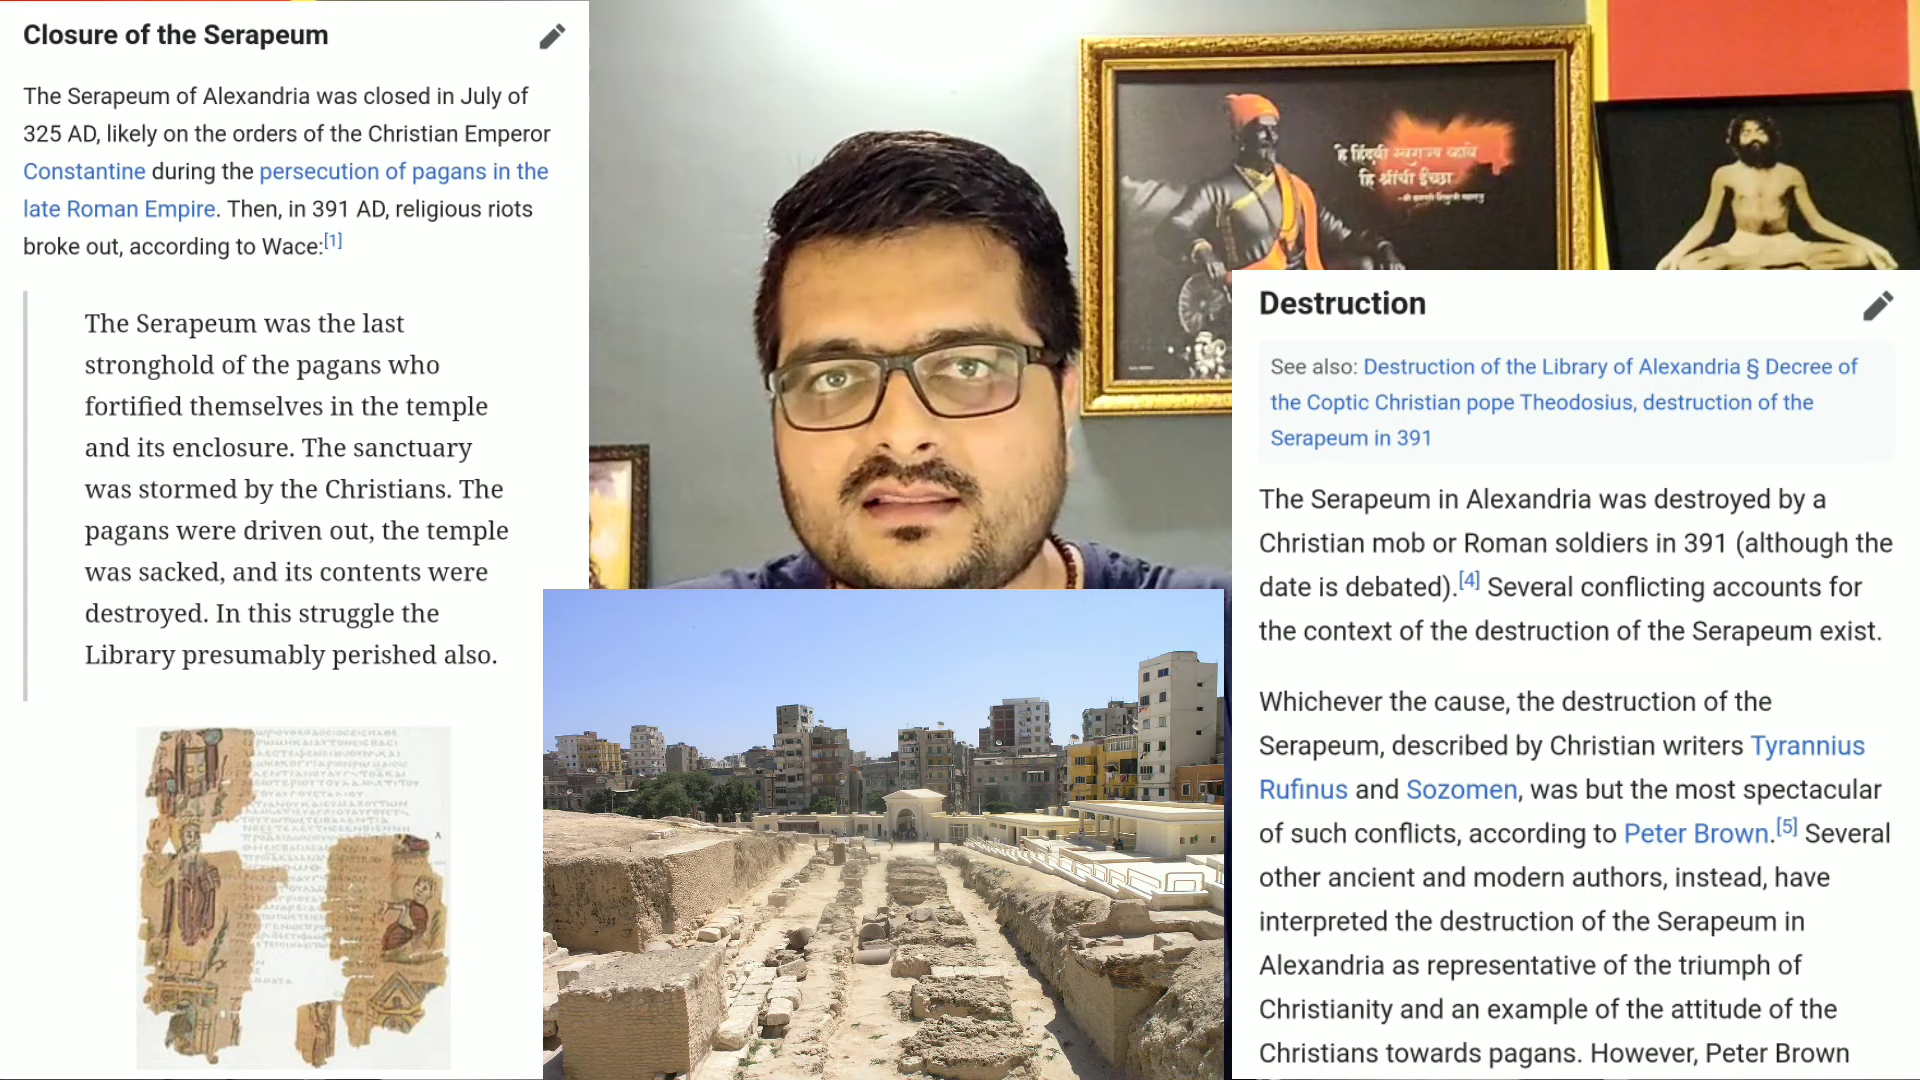 Closure of the Serapeum
The Serapeum of Alexandria was closed in July of
325 AD, likely on the orders of the Christian Emperor
Constantine during the persecution of pagans in the
late Roman Empire. Then, in 391 AD, religious riots
broke out, according to Wace:[1]
The Serapeum was the last
stronghold of the pagans who
fortified themselves in the temple
and its enclosure. The sanctuary
was stormed by the Christians. The
pagans were driven out, the temple
was sacked, and its contents were
destroyed. In this struggle the
Library presumably perished also.
हे हिंदवी स्वराज्य व्हावे
हि श्रींची ईच्छा
Destruction
See also: Destruction of the Library of Alexandria § Decree of
the Coptic Christian pope Theodosius, destruction of the
Serapeum in 391
The Serapeum in Alexandria was destroyed by a
Christian mob or Roman soldiers in 391 (although the
date is debated).[4] Several conflicting accounts for
the context of the destruction of the Serapeum exist.
Whichever the cause, the destruction of the
Serapeum, described by Christian writers Tyrannius
Rufinus and Sozomen, was but the most spectacular
of such conflicts, according to Peter Brown.[5] Several
other ancient and modern authors, instead, have
interpreted the destruction of the Serapeum in
Alexandria as representative of the triumph of
Christianity and an example of the attitude of the
Christians towards pagans. However, Peter Brown